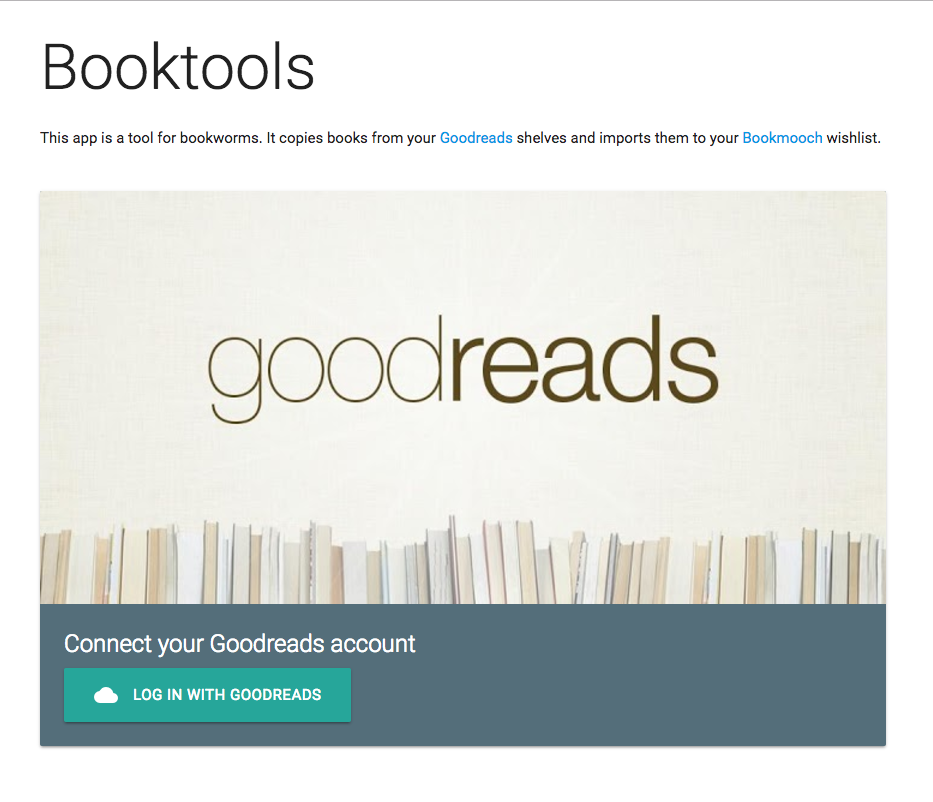 Booktools
This app is a tool for bookworms. It copies books from your Goodreads shelves and imports them to your Bookmooch wishlist.
goodreads
Connect your Goodreads account
LOG IN WITH GOODREADS